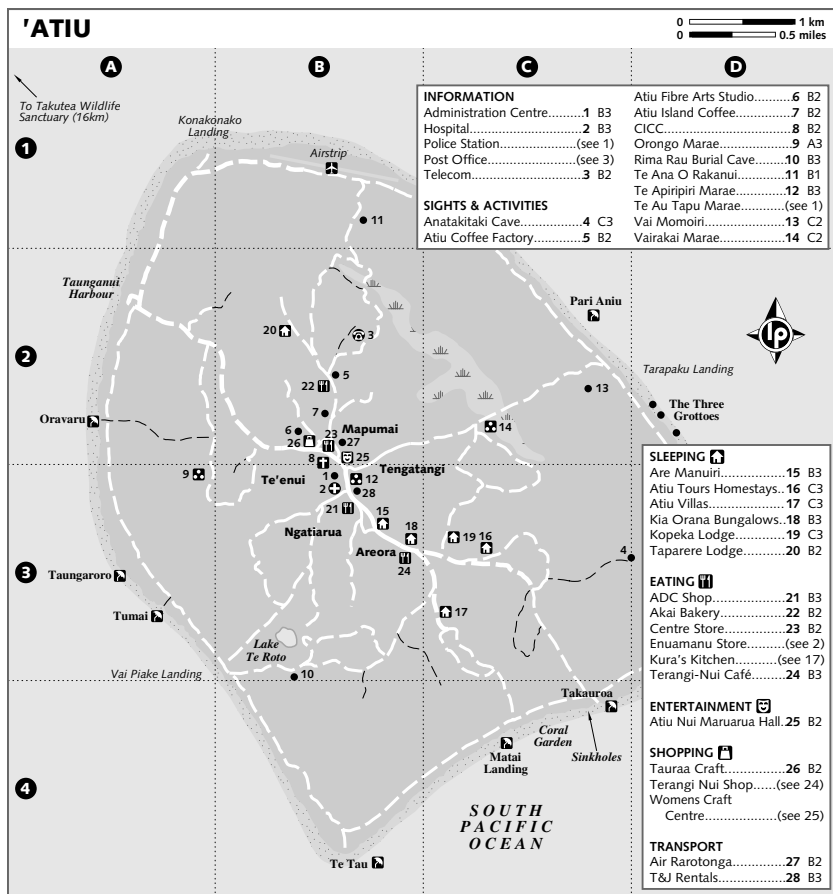 'ATIU
0 1 km
0 0.5 miles
A B C D
To Takutea Wildlife
Sanctuary (16km)
Konakonako
Landing
1
Airstrip
11
INFORMATION
Administration Centre.....1 B3
Hospital.....2 B3
Police Station.....(see 1)
Post Office.....(see 3)
Telecom.....3 B2
SIGHTS & ACTIVITIES
Anatakitaki Cave.....4 C3
Atiu Coffee Factory.....5 B2
Atiu Fibre Arts Studio.....6 B2
Atiu Island Coffee.....7 B2
CICC.....8 B2
Orongo Marae.....9 A3
Rima Rau Burial Cave.....10 B3
Te Ana O Rakanui.....11 B1
Te Apiripiri Marae.....12 B3
Te Au Tapu Marae.....(see 1)
Vai Momoiri.....13 C2
Vairakai Marae.....14 C2
Taunganui
Harbour
Pari Aniu
lp
20
3
2
Tarapaku Landing
5
22
13
The Three
Grottoes
7
Oravaru
6
Mapumai
14
26
23
27
8
25
Tengatangi
9
Te'enui
1
12
2
28
21
15
Ngatiarua
18
19 16
Areora
24
4
3
Taungaroro
Tumai
17
Lake
Te Roto
Vai Piake Landing
10
Takauroa
Coral
Garden
Sinkholes
Matai
Landing
4
SOUTH
PACIFIC
OCEAN
Te Tau
SLEEPING
Are Manuiri.....15 B3
Atiu Tours Homestays..16 C3
Atiu Villas.....17 C3
Kia Orana Bungalows..18 B3
Kopeka Lodge.....19 C3
Taparere Lodge.....20 B2
EATING
ADC Shop.....21 B3
Akai Bakery.....22 B2
Centre Store.....23 B2
Enuamanu Store.....(see 2)
Kura's Kitchen.....(see 17)
Terangi-Nui Café.....24 B3
ENTERTAINMENT
Atiu Nui Maruarua Hall.25 B2
SHOPPING
Tauraa Craft.....26 B2
Terangi Nui Shop.....(see 24)
Womens Craft
Centre.....(see 25)
TRANSPORT
Air Rarotonga.....27 B2
T&J Rentals.....28 B3